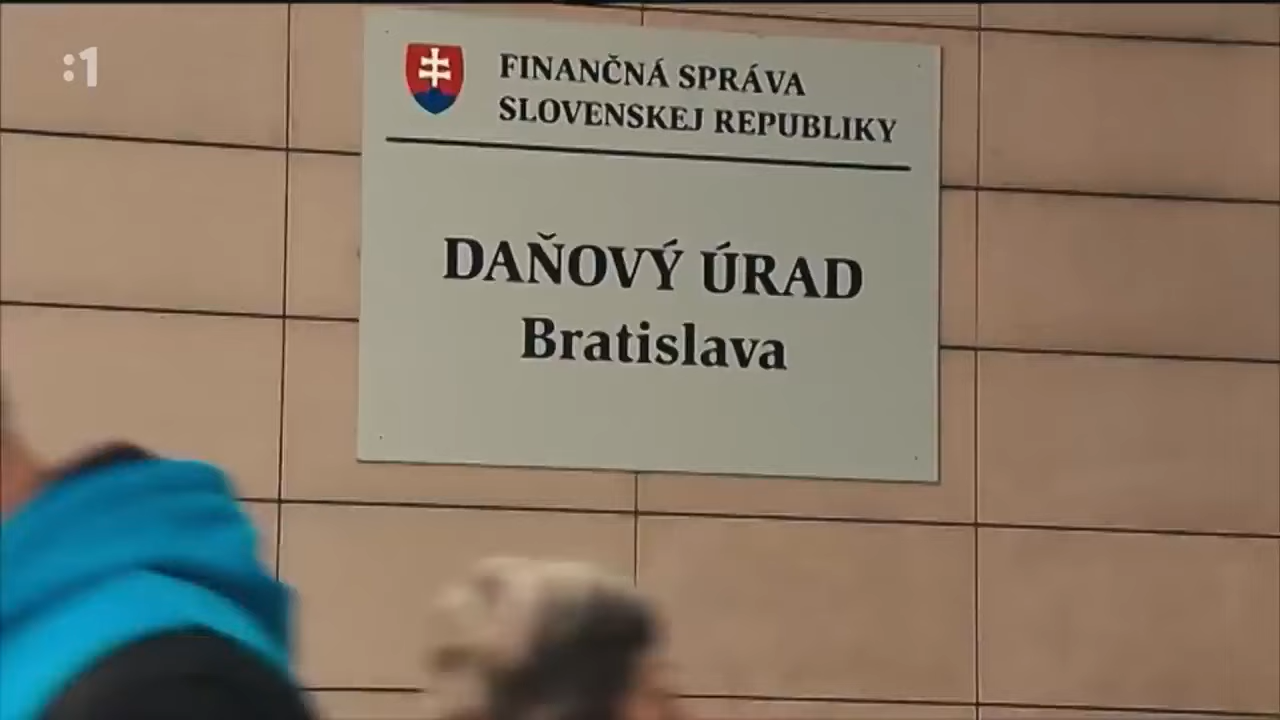 :1
FINANČNÁ SPRÁVA
SLOVENSKEJ REPUBLIKY
DAŇOVÝ ÚRAD
Bratislava